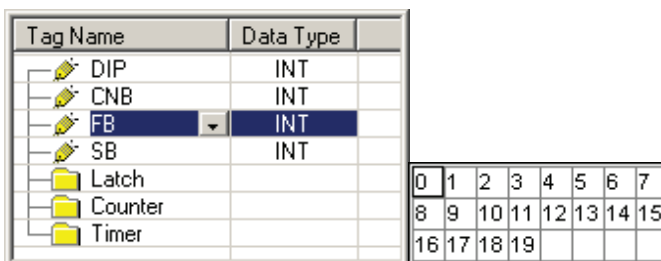 Tag Name Data Type
DIP INT
CNB INT
FB INT
SB INT
Latch
Counter
Timer
0 1 2 3 4 5 6 7
8 9 10 11 12 13 14 15
16 17 18 19